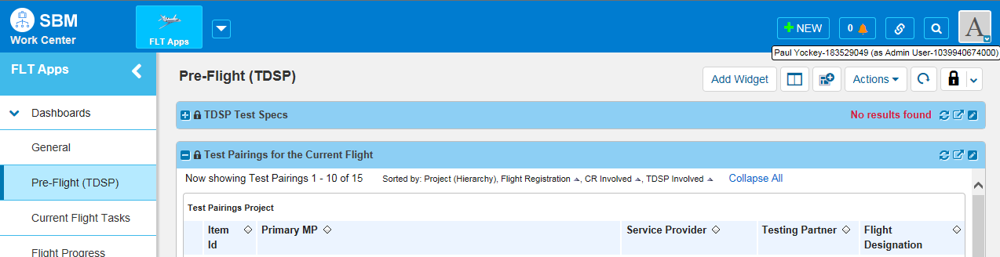 SBM
Work Center
FLT Apps
NEW
0
A
Paul Yockey-183529049 (as Admin User-1039940674000)
FLT Apps
Dashboards
General
Pre-Flight (TDSP)
Current Flight Tasks
Flight Progress
Pre-Flight (TDSP)
Add Widget
Actions
TDSP Test Specs
No results found
Test Pairings for the Current Flight
Now showing Test Pairings 1 - 10 of 15
Sorted by: Project (Hierarchy), Flight Registration , CR Involved , TDSP Involved
Collapse All
Test Pairings Project
Item
Id
Primary MP
Service Provider
Testing Partner
Flight
Designation